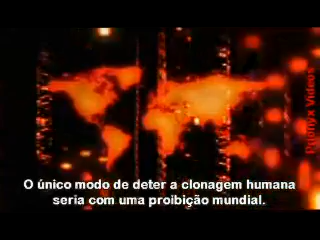 O único modo de deter a clonagem humana
seria com uma proibição mundial.